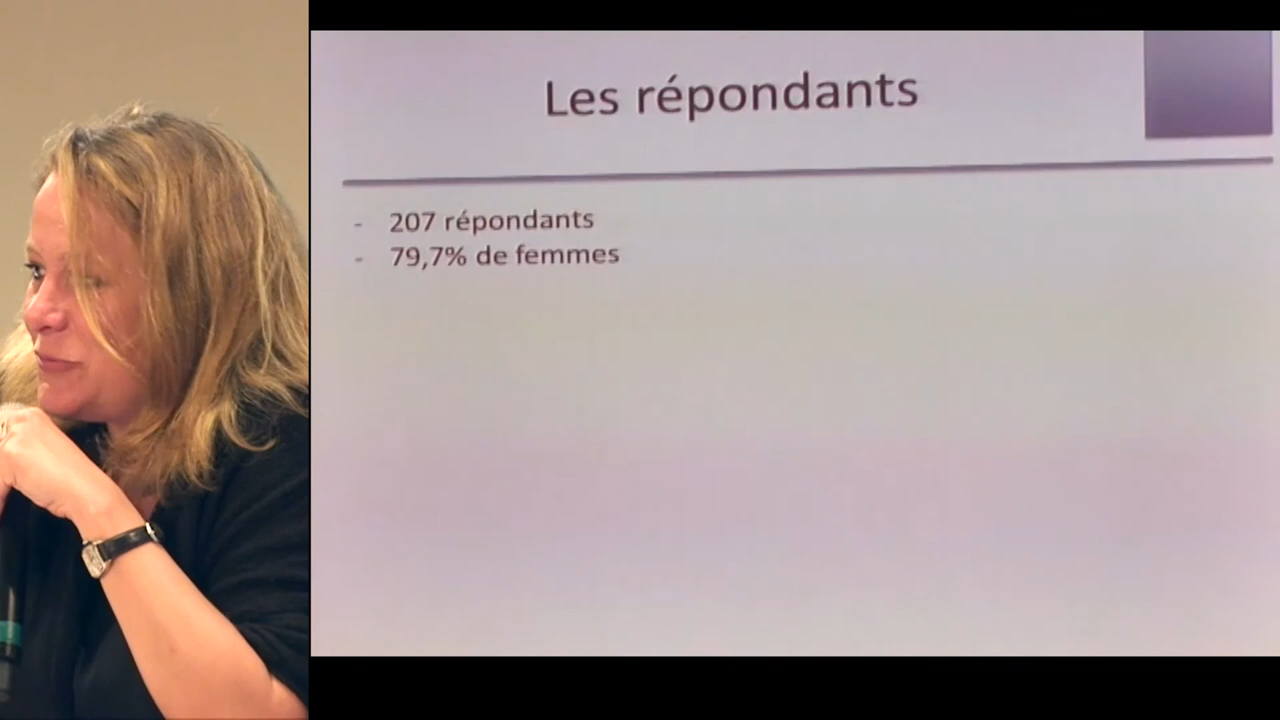 Les répondants
- 207 répondants
- 79,7% de femmes